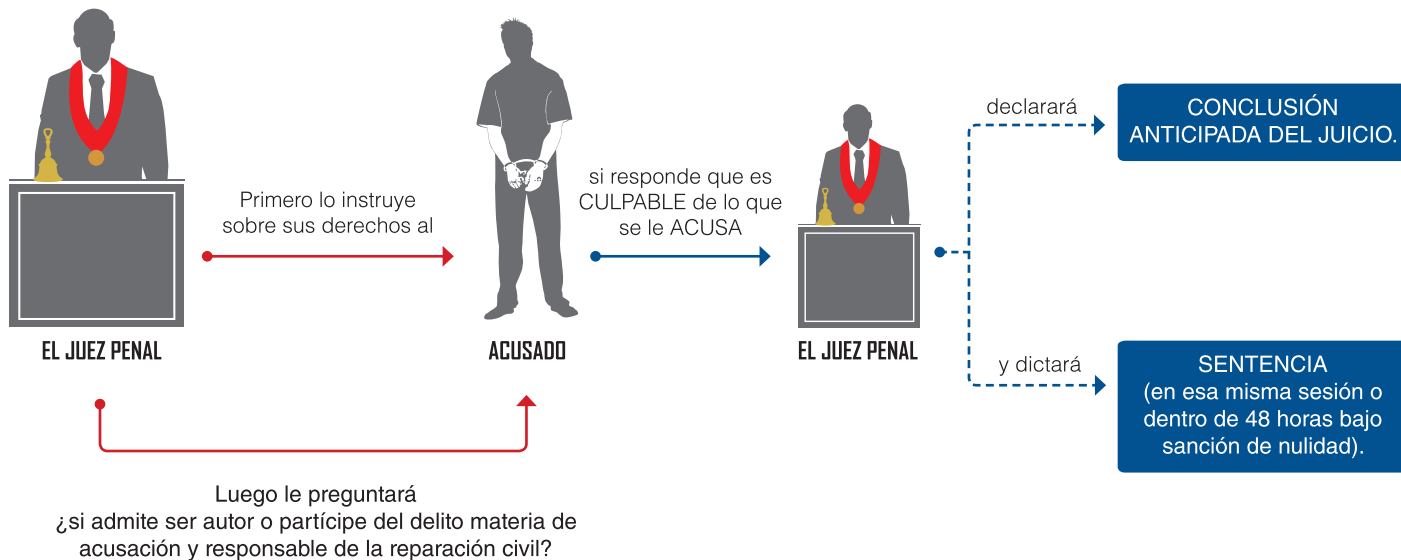 Primero lo instruye
sobre sus derechos al
EL JUEZ PENAL
ACUSADO
Luego le preguntará
¿si admite ser autor o partícipe del delito materia de
acusación y responsable de la reparación civil?
si responde que es
CULPABLE de lo que
se le ACUSA
EL JUEZ PENAL
declarará
CONCLUSIÓN
ANTICIPADA DEL JUICIO.
y dictará
SENTENCIA
(en esa misma sesión o
dentro de 48 horas bajo
sanción de nulidad).